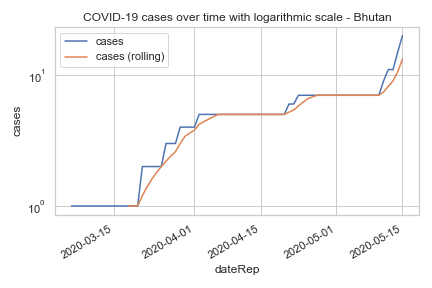 COVID-19 cases over time with logarithmic scale - Bhutan
cases
cases (rolling)
10¹
10⁰
cases
2020-03-15
2020-04-01
2020-04-15
2020-05-01
2020-05-15
dateRep